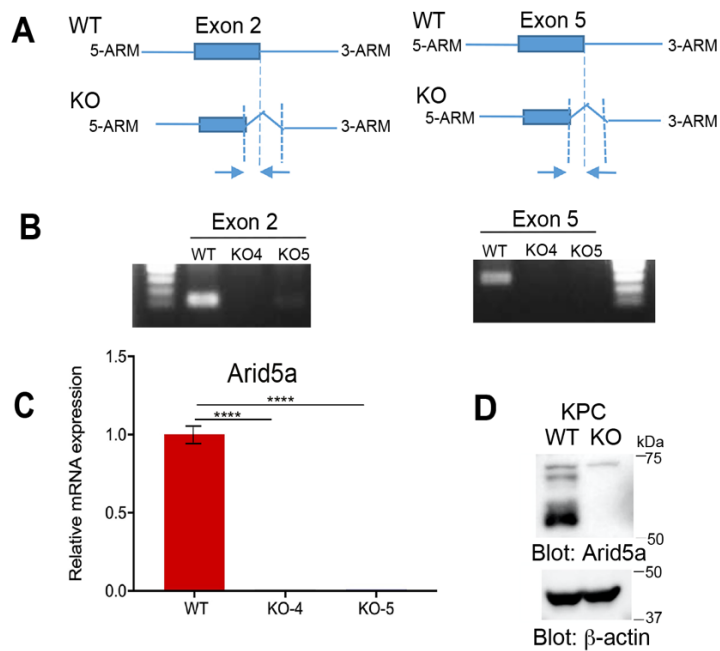 A
WT
Exon 2
5-ARM
3-ARM
KO
5-ARM
3-ARM
WT
Exon 5
5-ARM
3-ARM
KO
5-ARM
3-ARM
B
Exon 2
WT KO4 KO5
Exon 5
WT KO4 KO5
C
Arid5a
Relative mRNA expression
1.5
1.0
0.5
0.0
****
****
WT KO-4 KO-5
D
KPC
WT KO
kDa
75
50
Blot: Arid5a
50
37
Blot: β-actin